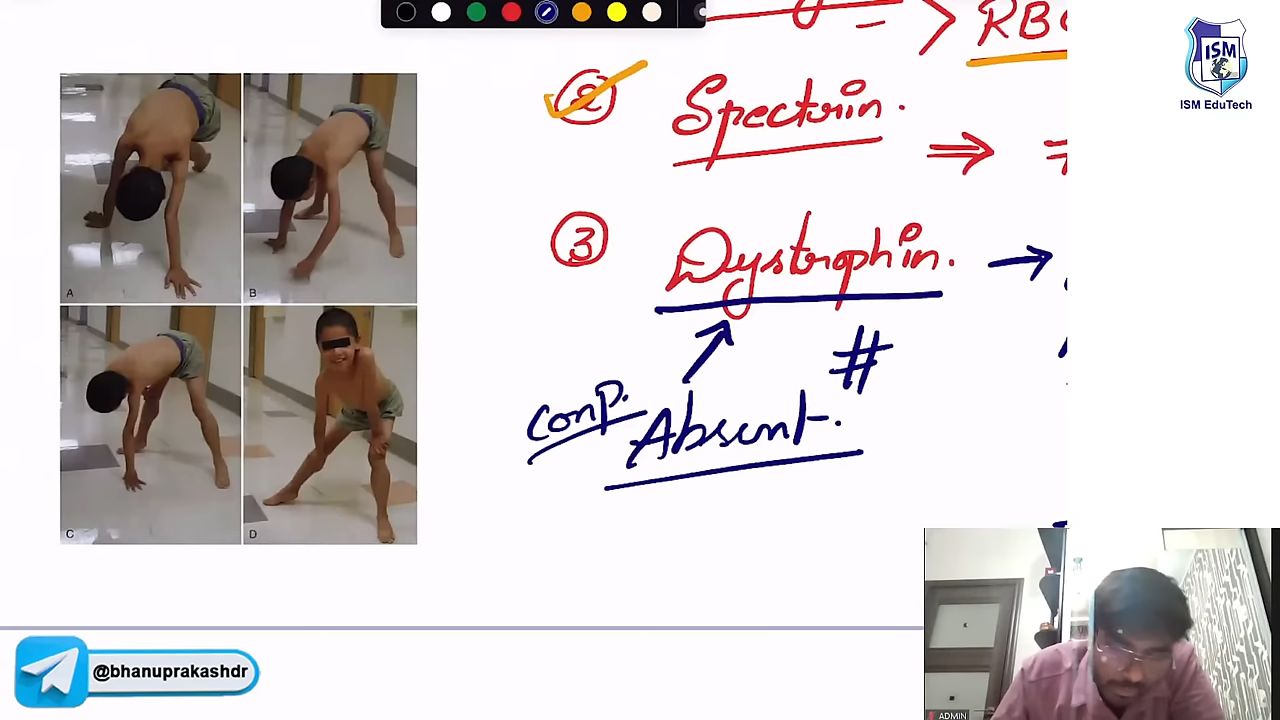 > RBC
② Spectrin.
⇒
③ Dystrophin. →
#
comp. Absent.
A
B
C
D
ISM
ISM EduTech
@bhanuprakashdr
ADMIN